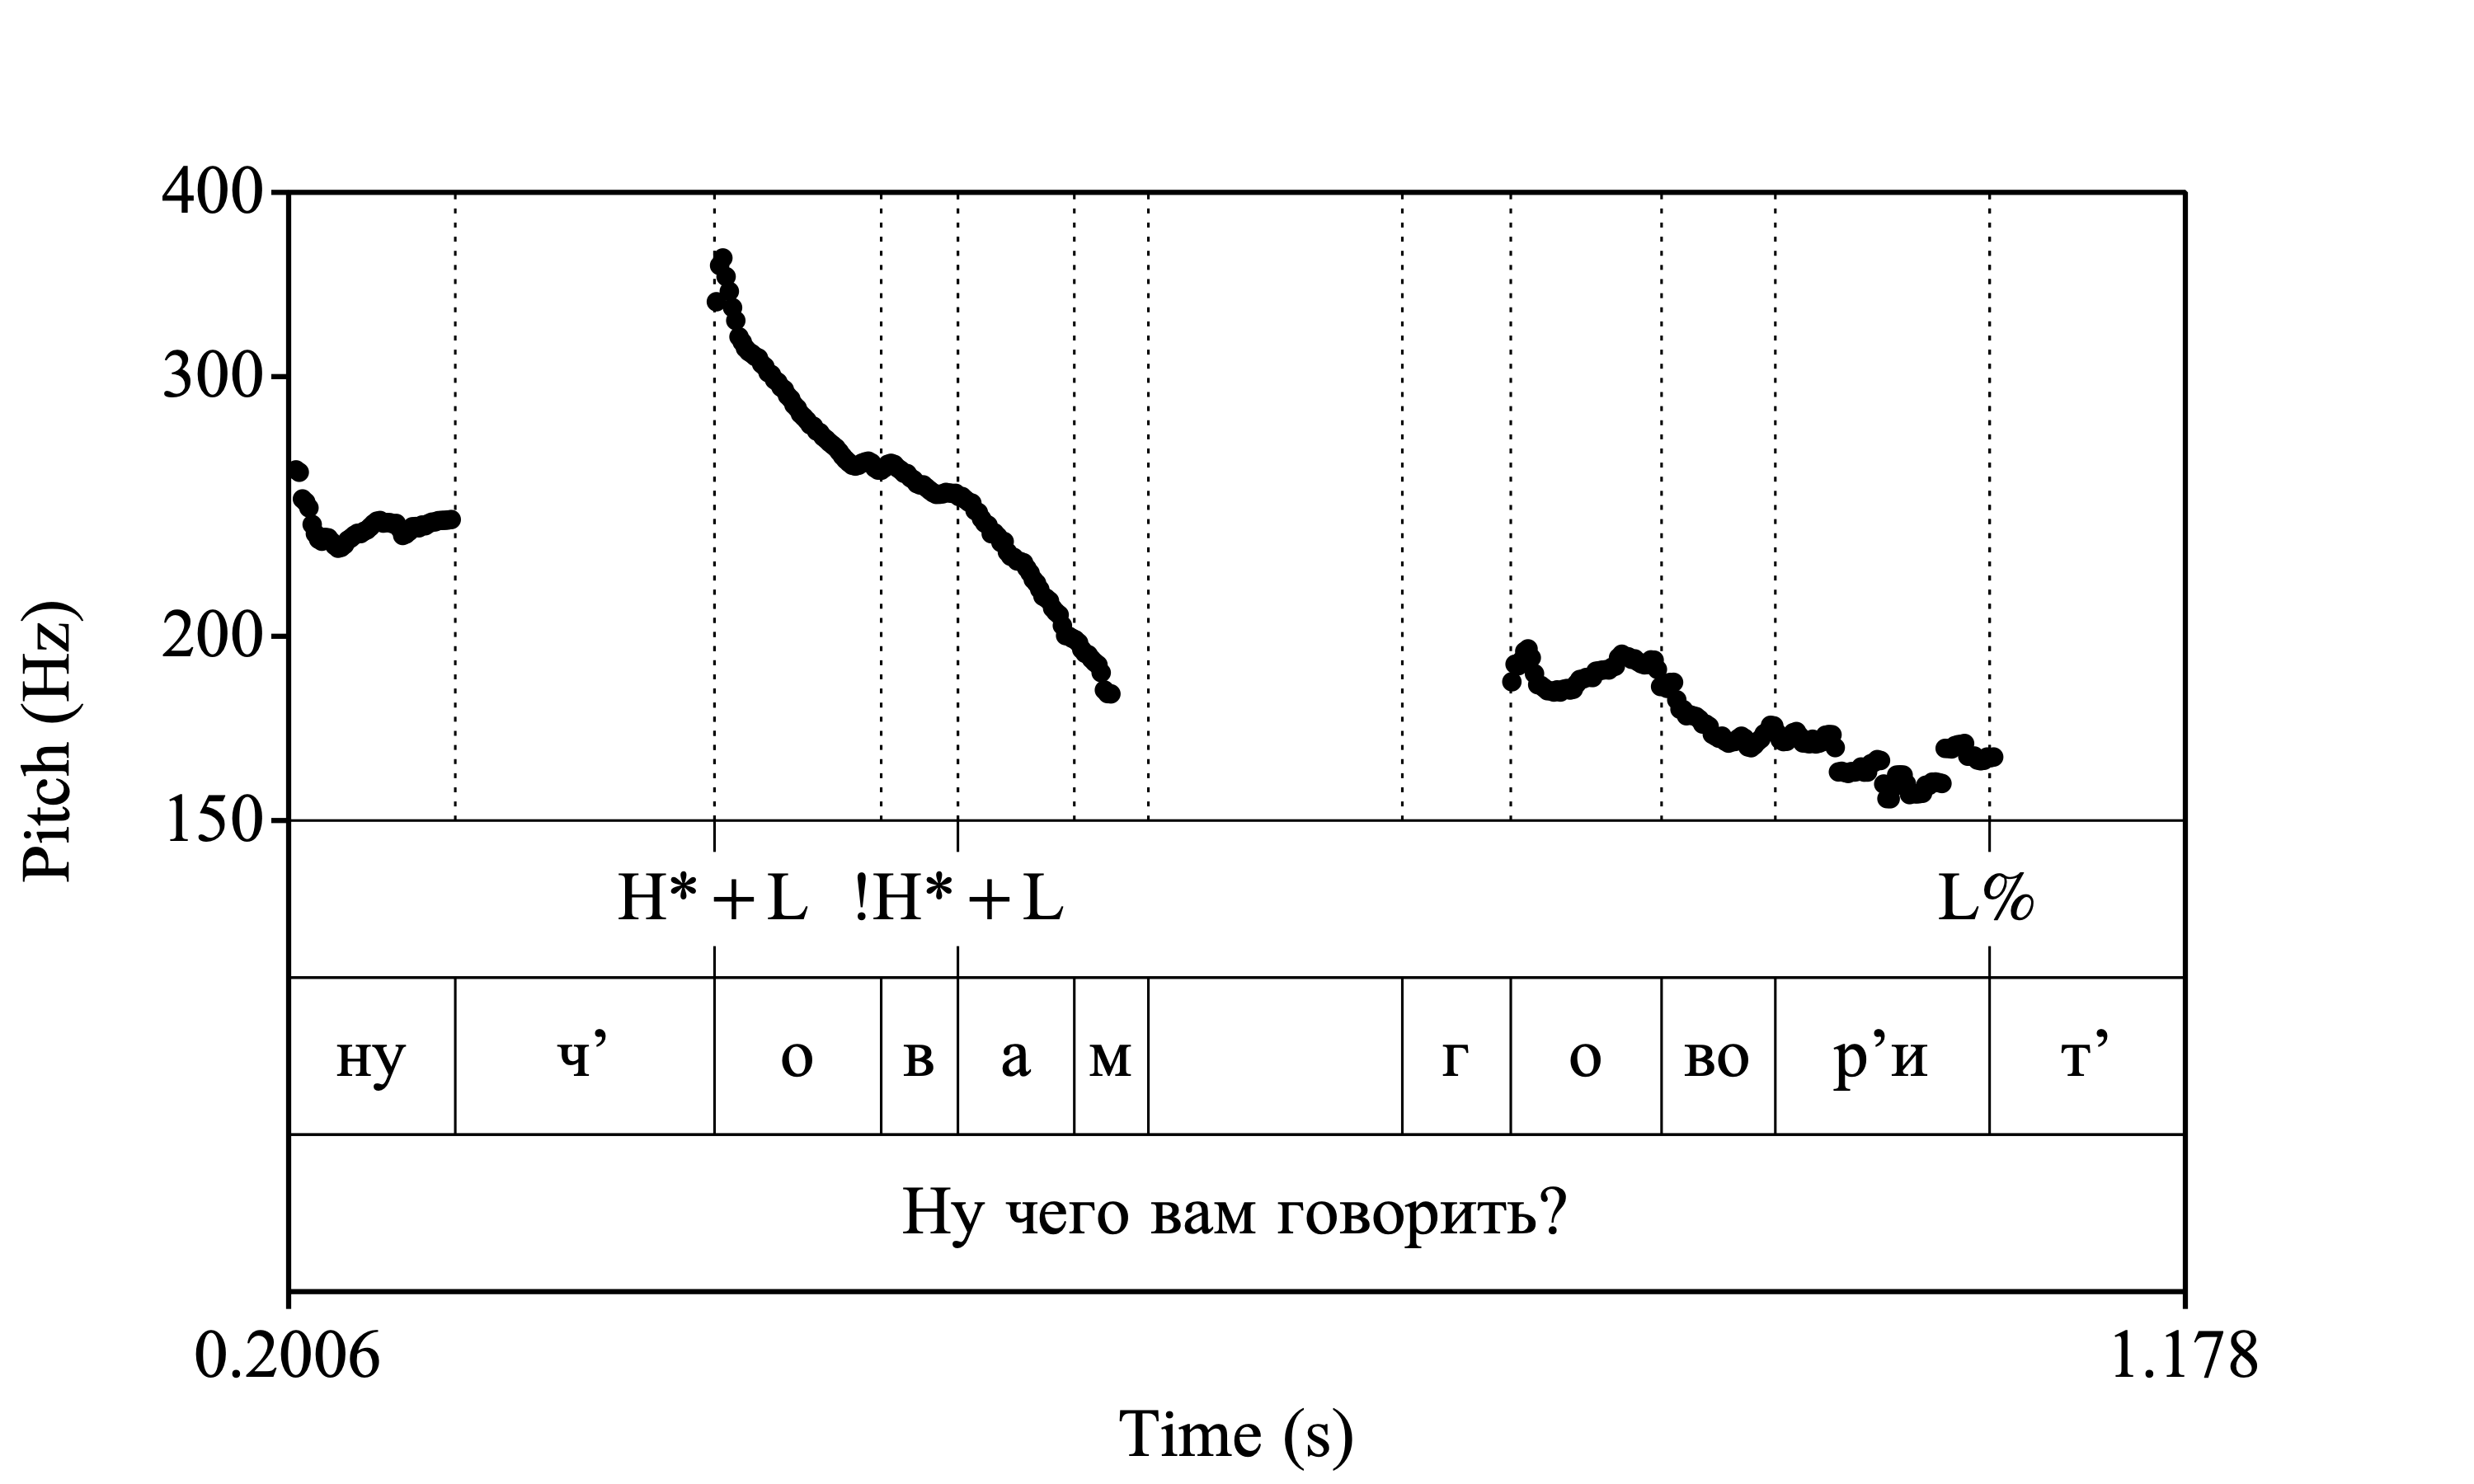 400
300
200
150
Pitch (Hz)
H*+L !H*+L L%
ну ч’ о в а м г о во р’и т’
Ну чего вам говорить?
0.2006 1.178
Time (s)